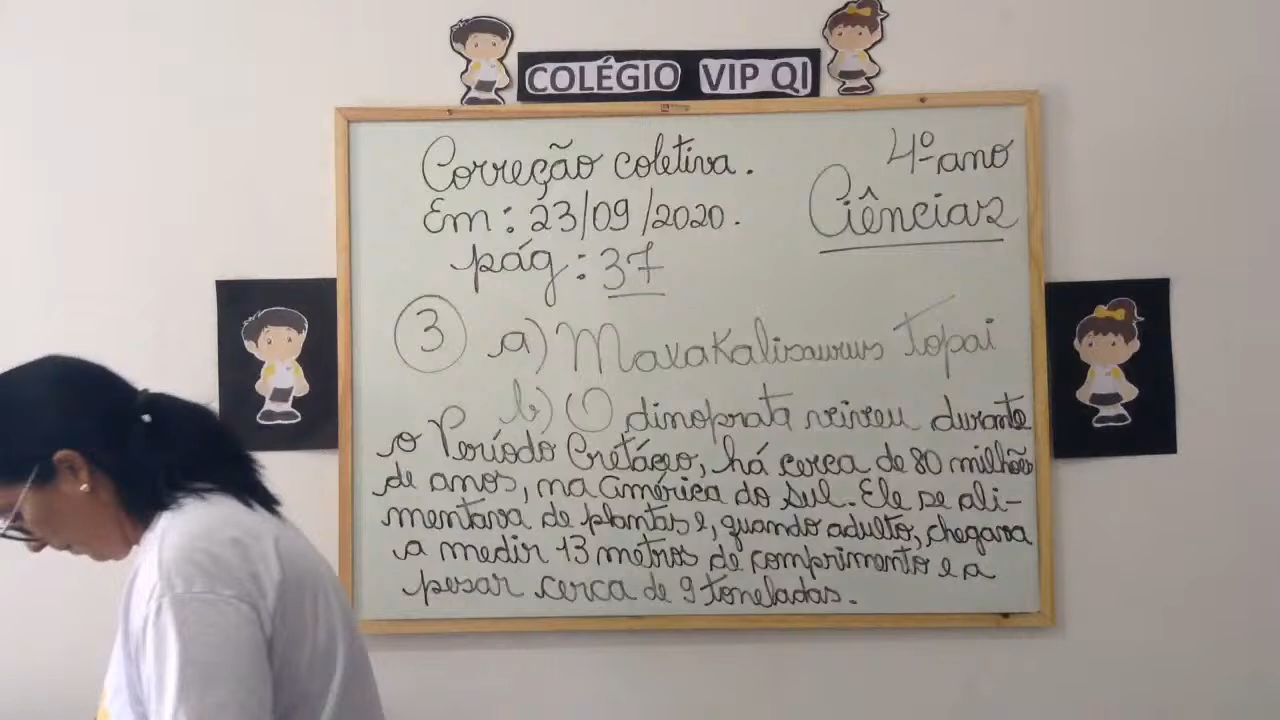 COLÉGIO VIP QI
Correção coletiva.
4º ano
Em: 23/09/2020.
Ciências
pág: 37
3 a) Maxakalisaurus topai
b) O dinoprata viveu durante
o Período Cretáceo, há cerca de 80 milhões
de anos, na América do Sul. Ele se ali-
mentava de plantas e, quando adulto, chegava
a medir 13 metros de comprimento e a
pesar cerca de 9 toneladas.